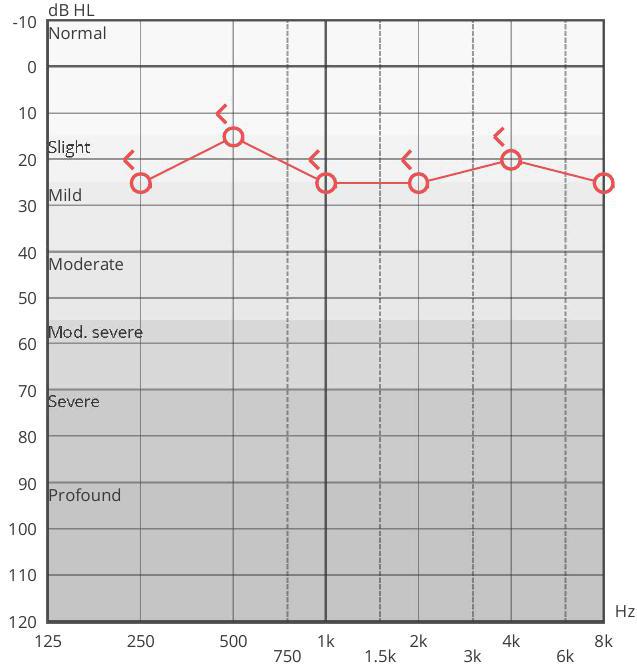 dB HL
-10
Normal
0
10
Slight
20
Mild
30
40
Moderate
50
Mod. severe
60
70
Severe
80
90
Profound
100
110
120
Hz
125 250 500 1k 2k 4k 8k
750 1.5k 3k 6k